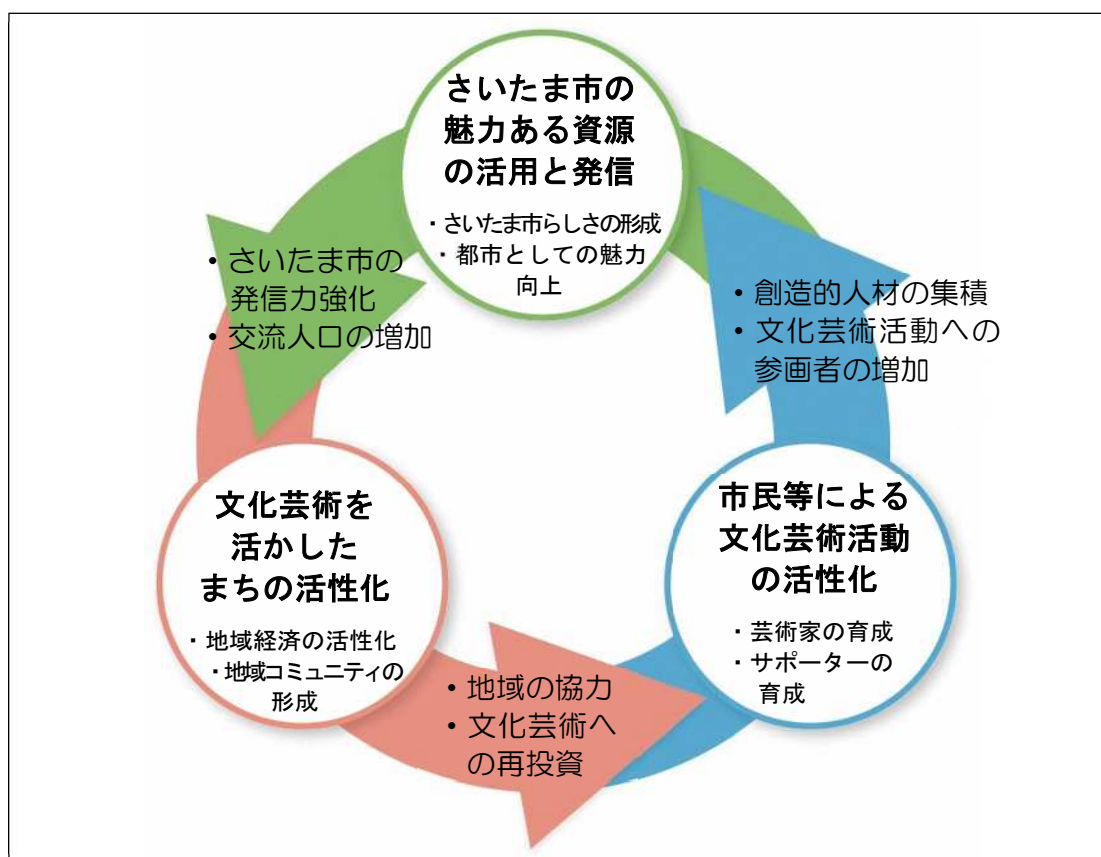 さいたま市の
魅力ある資源
の活用と発信
・さいたま市らしさの形成
・都市としての魅力
向上
・さいたま市の
発信力強化
・交流人口の増加
・創造的人材の集積
・文化芸術活動への
参画者の増加
文化芸術を
活かした
まちの活性化
・地域経済の活性化
・地域コミュニティの
形成
市民等による
文化芸術活動
の活性化
・芸術家の育成
・サポーターの
育成
・地域の協力
・文化芸術へ
の再投資